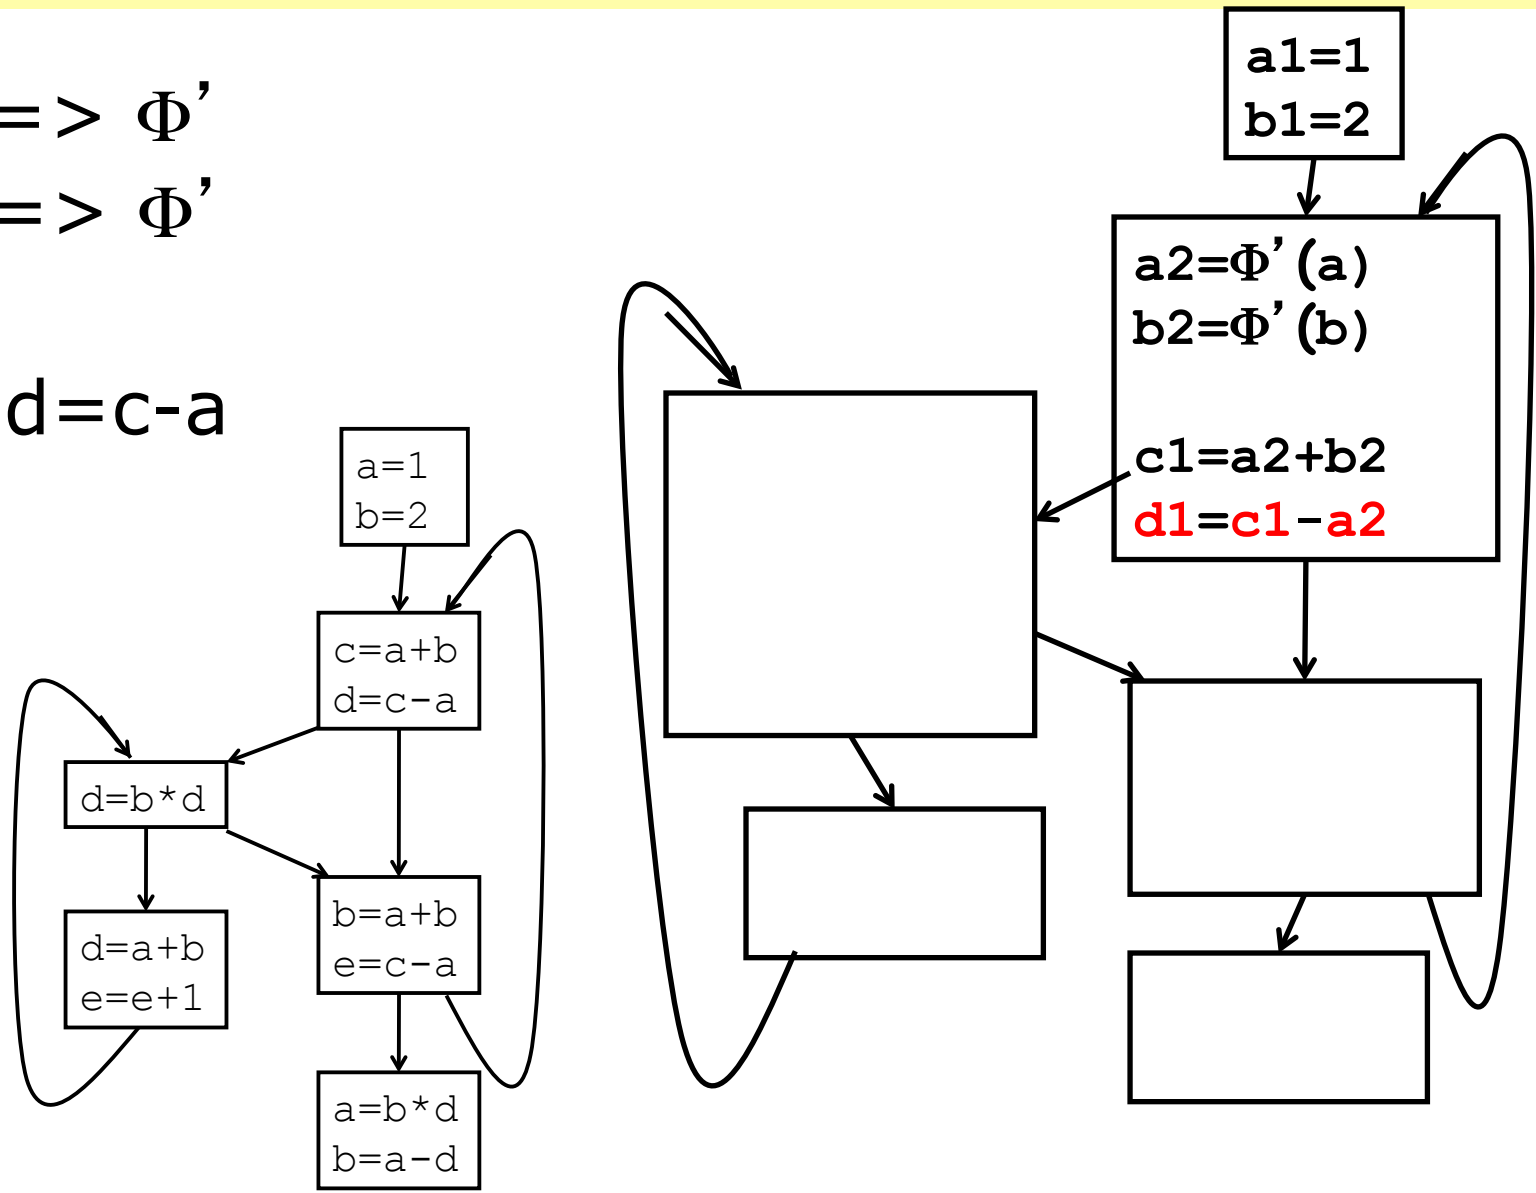 => Φ’
=> Φ’
d=c-a
a=1
b=2
c=a+b
d=c-a
d=b*d
d=a+b
e=e+1
b=a+b
e=c-a
a=b*d
b=a-d
a1=1
b1=2
a2=Φ’(a)
b2=Φ’(b)
c1=a2+b2
d1=c1-a2